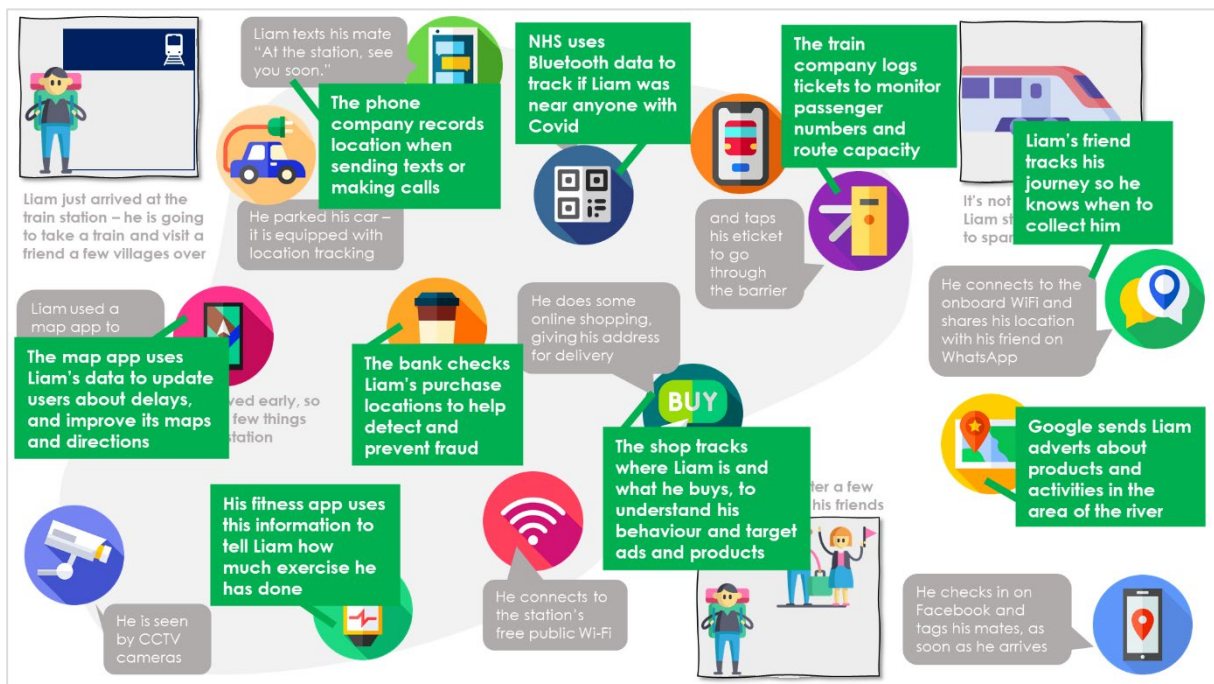 Liam texts his mate
“At the station, see
you soon.”
The phone
company records
location when
sending texts or
making calls
NHS uses
Bluetooth data to
track if Liam was
near anyone with
Covid
The train
company logs
tickets to monitor
passenger
numbers and
route capacity
Liam's friend
tracks his
journey so he
knows when to
collect him
Liam just arrived at the
train station – he is going
to take a train and visit a
friend a few villages over
He parked his car –
it is equipped with
location tracking
and taps
his eticket
to go
through
the barrier
It's not
Liam
to
He connects to the
onboard WiFi and
shares his location
with his friend on
WhatsApp
Liam used a
map app to
The map app uses
Liam's data to update
users about delays,
and improve its maps
and directions
early, so
few things
station
The bank checks
Liam's purchase
locations to help
detect and
prevent fraud
He does some
online shopping,
giving his address
for delivery
BUY
The shop tracks
where Liam is and
what he buys, to
understand his
behaviour and target
ads and products
a few
his friends
Google sends Liam
adverts about
products and
activities in the
area of the river
He is seen
by CCTV
cameras
His fitness app uses
this information to
tell Liam how
much exercise he
has done
He connects to
the station's
free public Wi-Fi
He checks in on
Facebook and
tags his mates, as
soon as he arrives